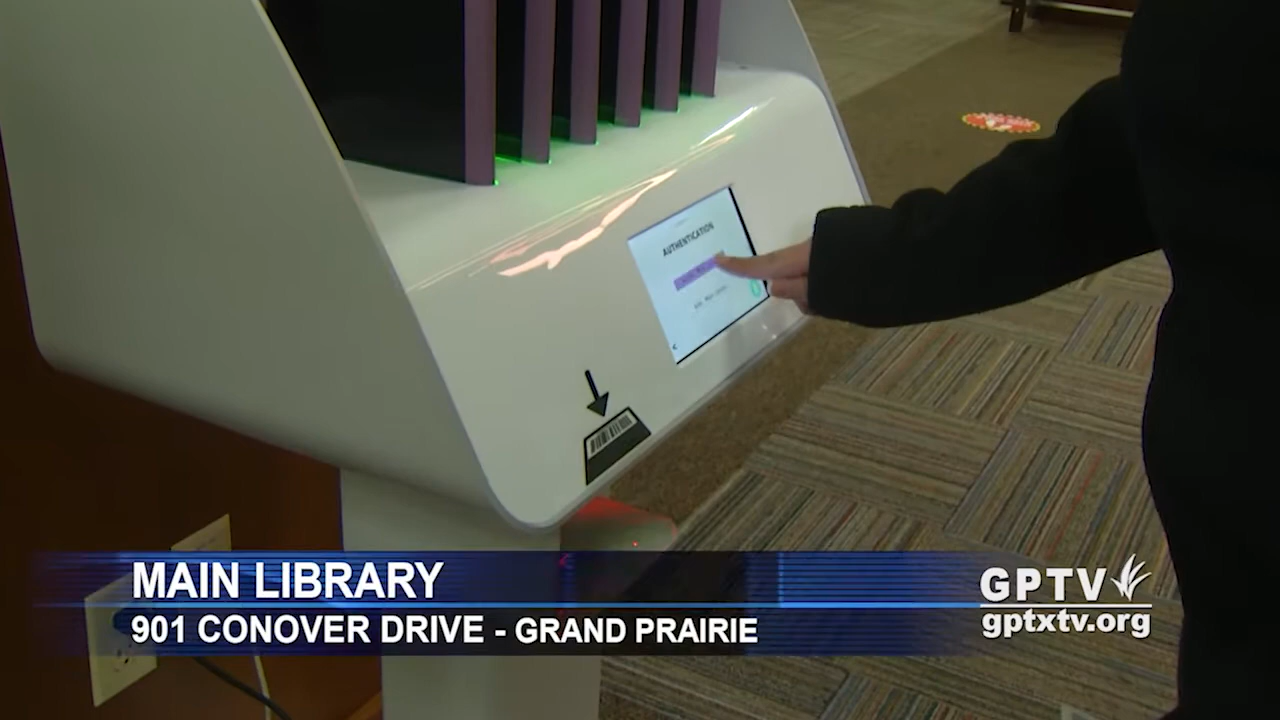 AUTHENTICATION
MAIN LIBRARY
901 CONOVER DRIVE - GRAND PRAIRIE
GPTV
gptxtv.org